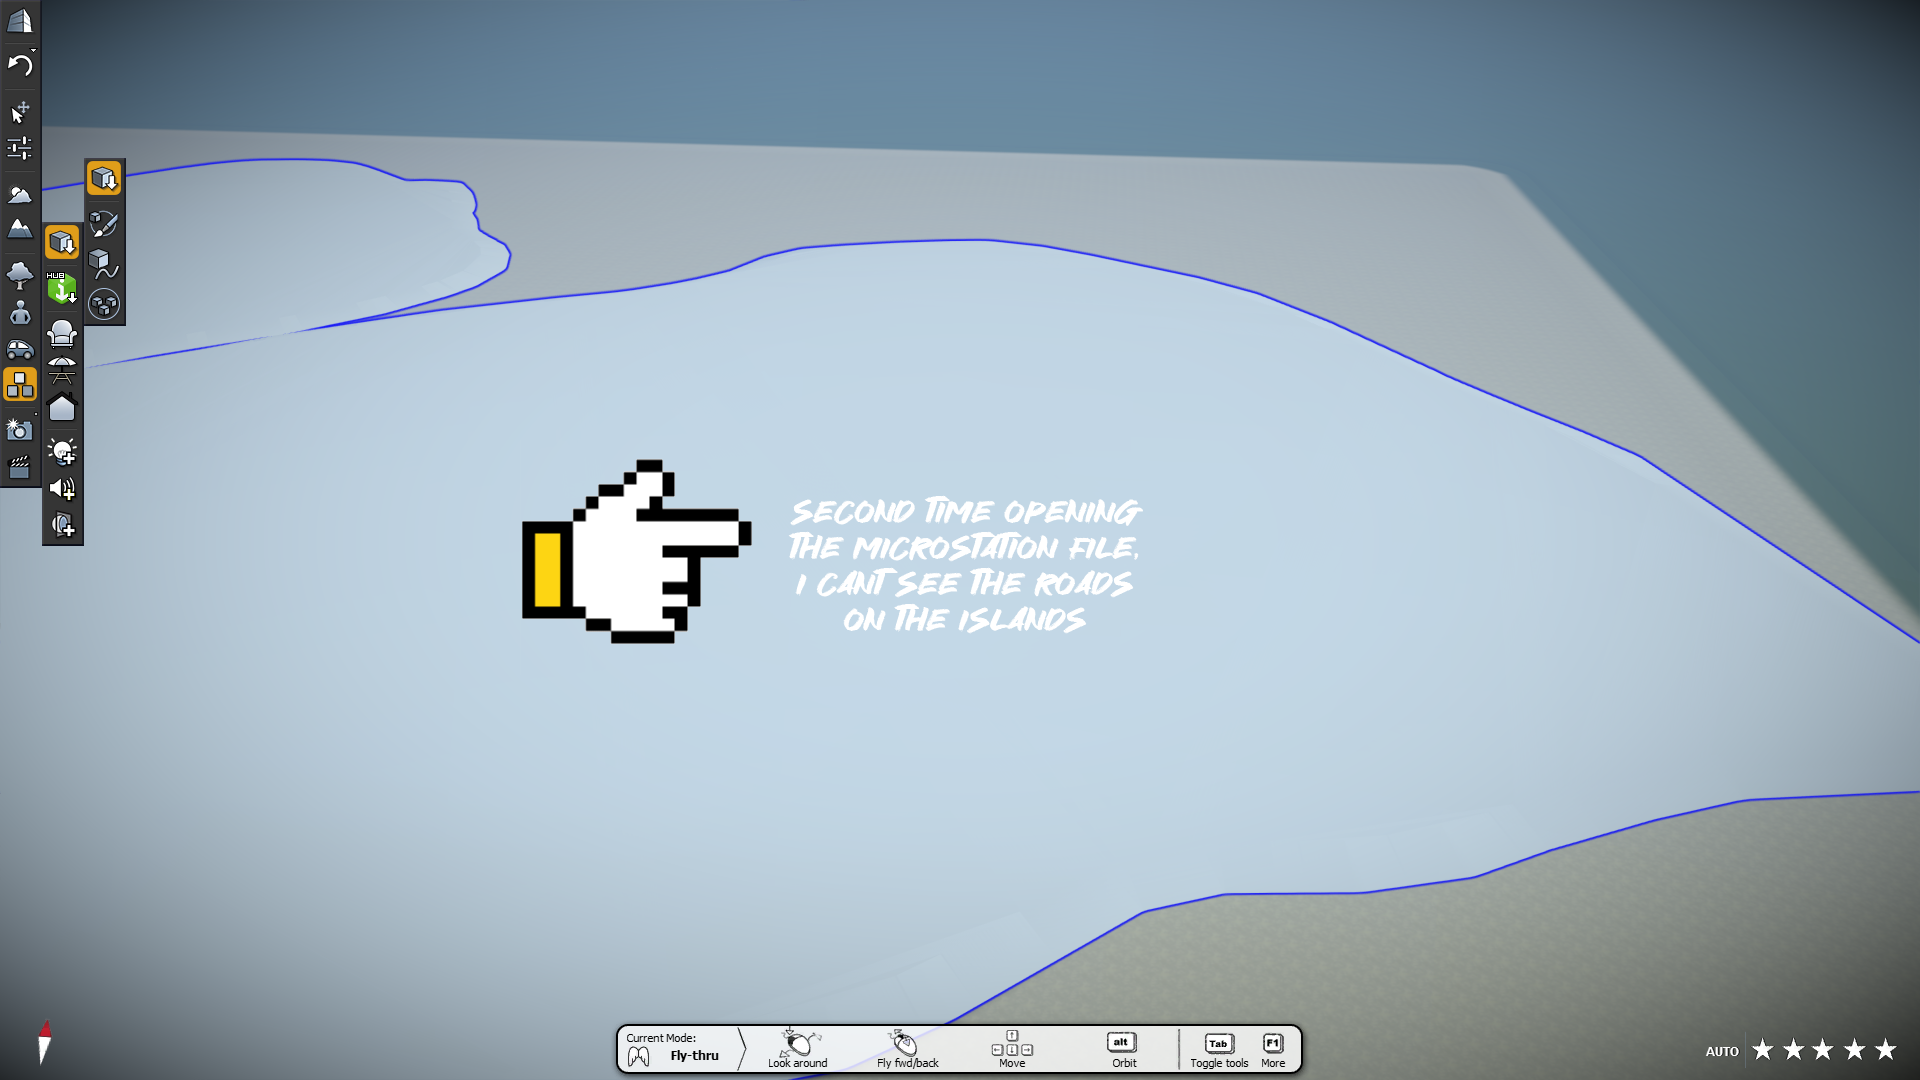 HUB
SECOND TIME OPENING
THE MICROSTATION FILE,
I CANT SEE THE ROADS
ON THE ISLANDS
Current Mode:
Fly-thru
Look around
Fly fwd/back
Move
alt
Orbit
Tab
Toggle tools
F1
More
AUTO